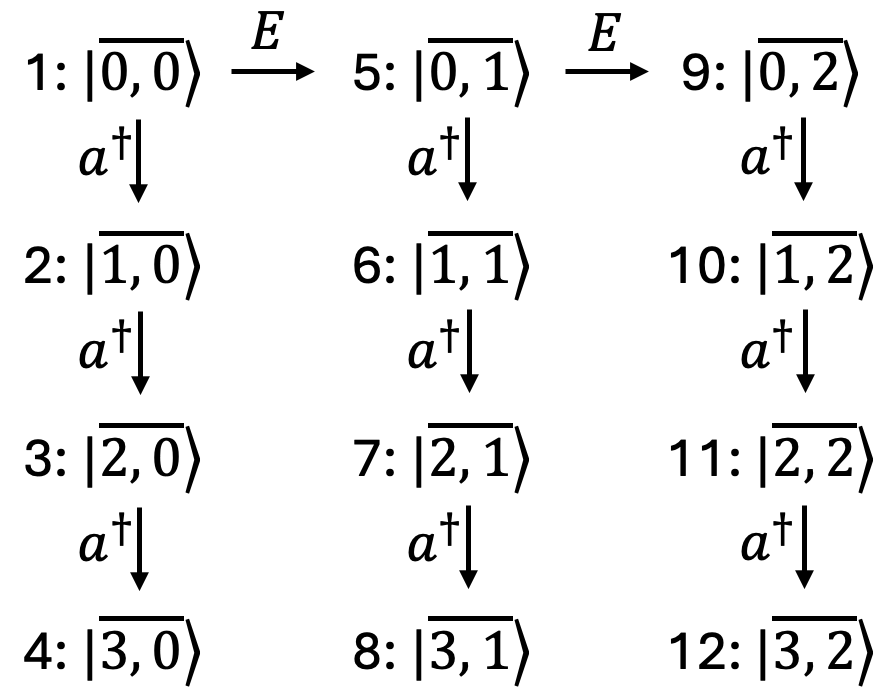 1: |0, 0⟩ E 5: |0, 1⟩ E 9: |0, 2⟩
a† a† a†
2: |1, 0⟩ 6: |1, 1⟩ 10: |1, 2⟩
a† a† a†
3: |2, 0⟩ 7: |2, 1⟩ 11: |2, 2⟩
a† a† a†
4: |3, 0⟩ 8: |3, 1⟩ 12: |3, 2⟩